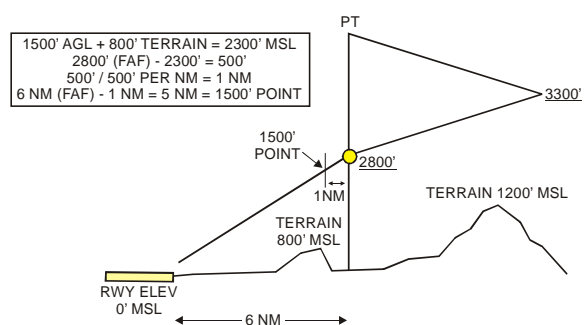 PT
1500' AGL + 800' TERRAIN = 2300' MSL
2800' (FAF) - 2300' = 500'
500' / 500' PER NM = 1 NM
6 NM (FAF) - 1 NM = 5 NM = 1500' POINT
3300'
1500'
POINT
2800'
1NM
TERRAIN 1200' MSL
TERRAIN
800' MSL
RWY ELEV
0' MSL
6 NM